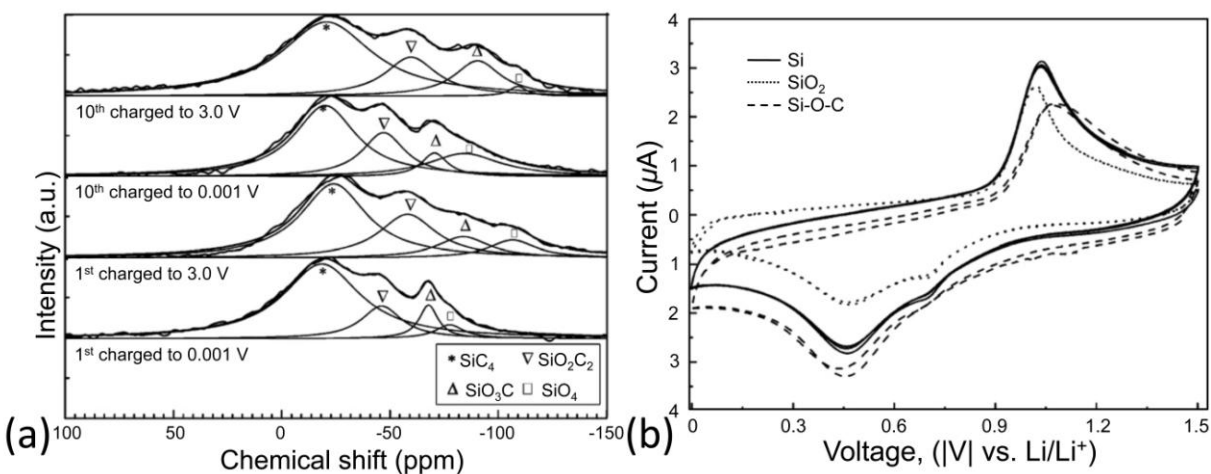 Intensity (a.u.)
* ▽ Δ □
10th charged to 3.0 V
* ▽ Δ □
10th charged to 0.001 V
* ▽ Δ □
1st charged to 3.0 V
* ▽ Δ □
1st charged to 0.001 V
* SiC4 ▽ SiO2C2
Δ SiO3C □ SiO4
100 50 0 -50 -100 -150
Chemical shift (ppm)
(a)
Current (µA)
4
3
2
1
0
1
2
3
4
Si
SiO2
Si-O-C
0 0.3 0.6 0.9 1.2 1.5
Voltage, (|V| vs. Li/Li+)
(b)